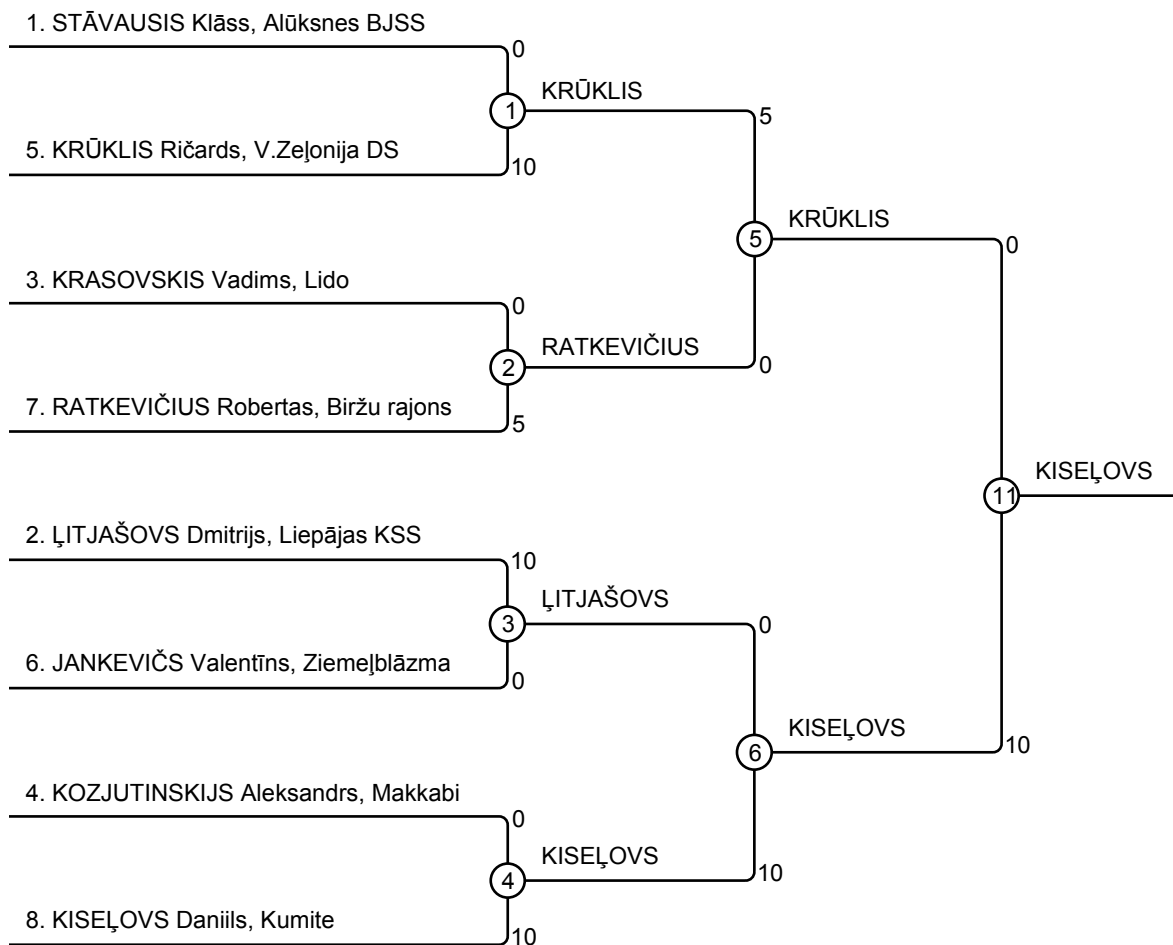 1. STĀVAUSIS Klāss, Alūksnes BJSS
0
1
KRŪKLIS
5
5. KRŪKLIS Ričards, V.Zeļonija DS
10
5
KRŪKLIS
0
3. KRASOVSKIS Vadims, Lido
0
2
RATKEVIČIUS
0
7. RATKEVIČIUS Robertas, Biržu rajons
5
11
KISEĻOVS
2. ĻITJAŠOVS Dmitrijs, Liepājas KSS
10
3
ĻITJAŠOVS
0
6. JANKEVIČS Valentīns, Ziemeļblāzma
0
6
KISEĻOVS
10
4. KOZJUTINSKIJS Aleksandrs, Makkabi
0
4
KISEĻOVS
10
8. KISEĻOVS Daniils, Kumite
10